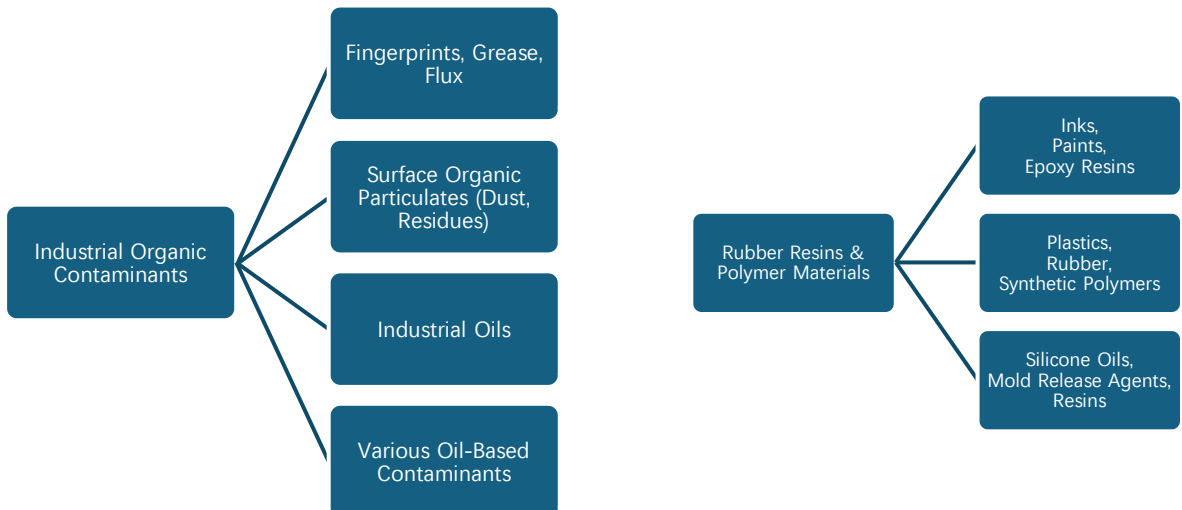 Industrial Organic
Contaminants
Fingerprints, Grease,
Flux
Surface Organic
Particulates (Dust,
Residues)
Industrial Oils
Various Oil-Based
Contaminants
Rubber Resins &
Polymer Materials
Inks,
Paints,
Epoxy Resins
Plastics,
Rubber,
Synthetic Polymers
Silicone Oils,
Mold Release Agents,
Resins